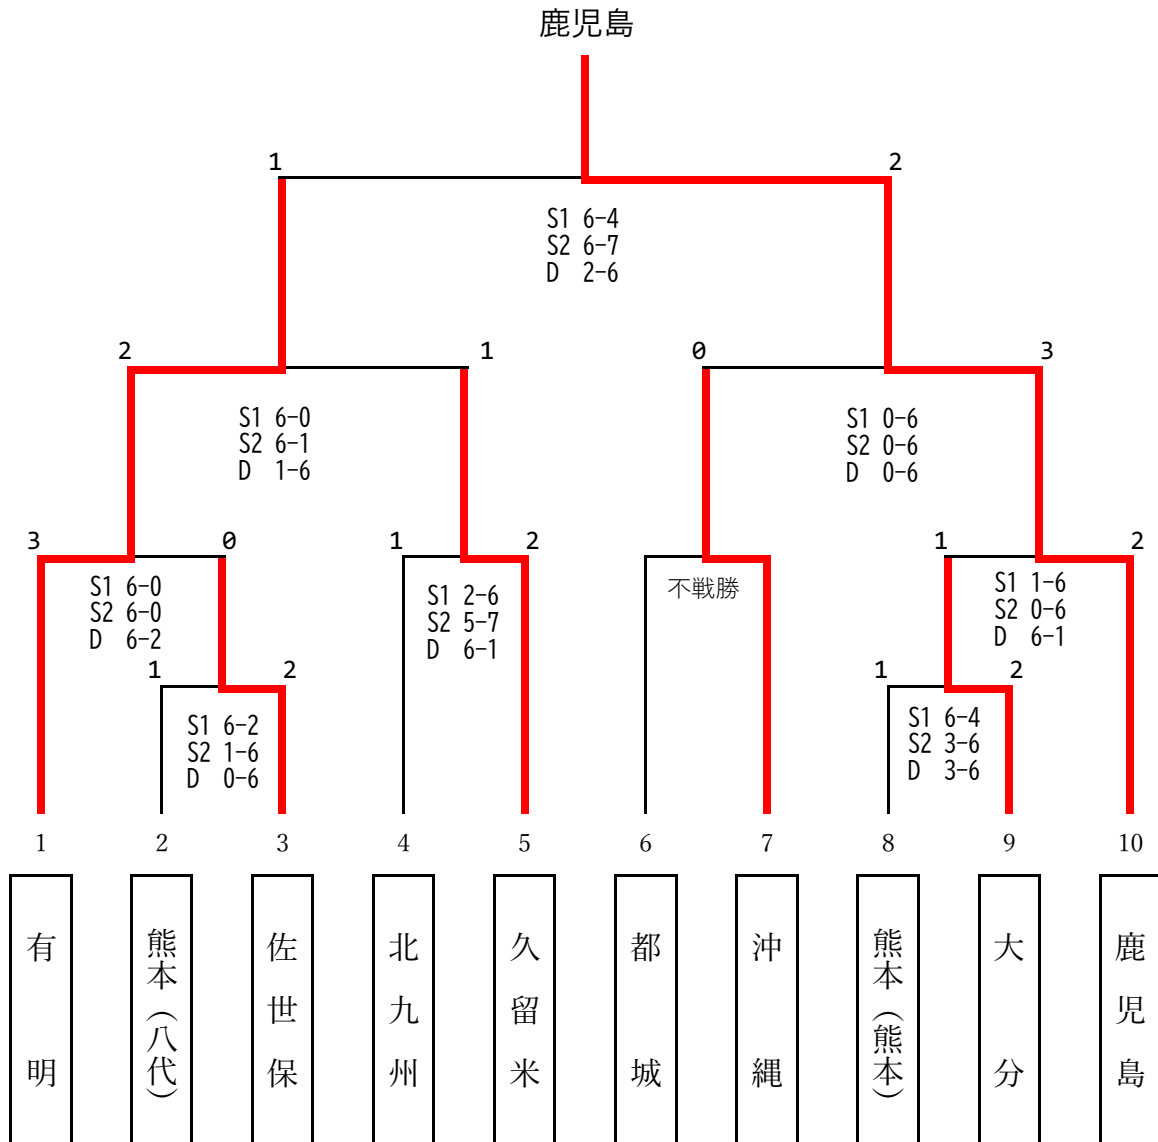 鹿児島
1 2
S1 6-4
S2 6-7
D 2-6
2 1 0 3
S1 6-0
S2 6-1
D 1-6
S1 0-6
S2 0-6
D 0-6
3 0 1 2 1 2
S1 6-0
S2 6-0
D 6-2
S1 2-6
S2 5-7
D 6-1
不戦勝
S1 1-6
S2 0-6
D 6-1
1 2 1 2
S1 6-2
S2 1-6
D 0-6
S1 6-4
S2 3-6
D 3-6
1 2 3 4 5 6 7 8 9 10
有明
熊本(八代)
佐世保
北九州
久留米
都城
沖縄
熊本(熊本)
大分
鹿児島